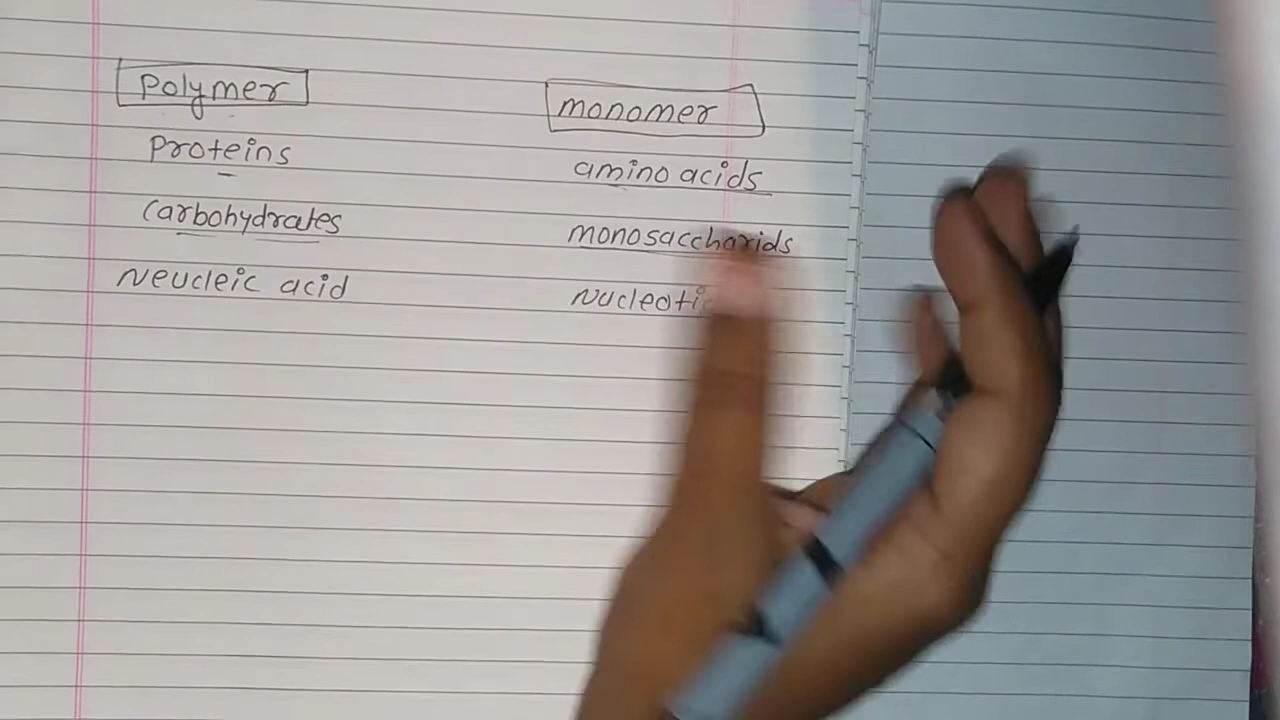 Polymer
monomer
Proteins
amino acids
Carbohydrates
monosaccharids
Neucleic acid